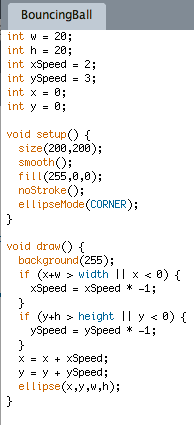 BouncingBall
int w = 20;
int h = 20;
int xSpeed = 2;
int ySpeed = 3;
int x = 0;
int y = 0;

void setup() {
  size(200,200);
  smooth();
  fill(255,0,0);
  noStroke();
  ellipseMode(CORNER);
}

void draw() {
  background(255);
  if (x+w > width || x < 0) {
    xSpeed = xSpeed * -1;
  }
  if (y+h > height || y < 0) {
    ySpeed = ySpeed * -1;
  }
  x = x + xSpeed;
  y = y + ySpeed;
  ellipse(x,y,w,h);
}